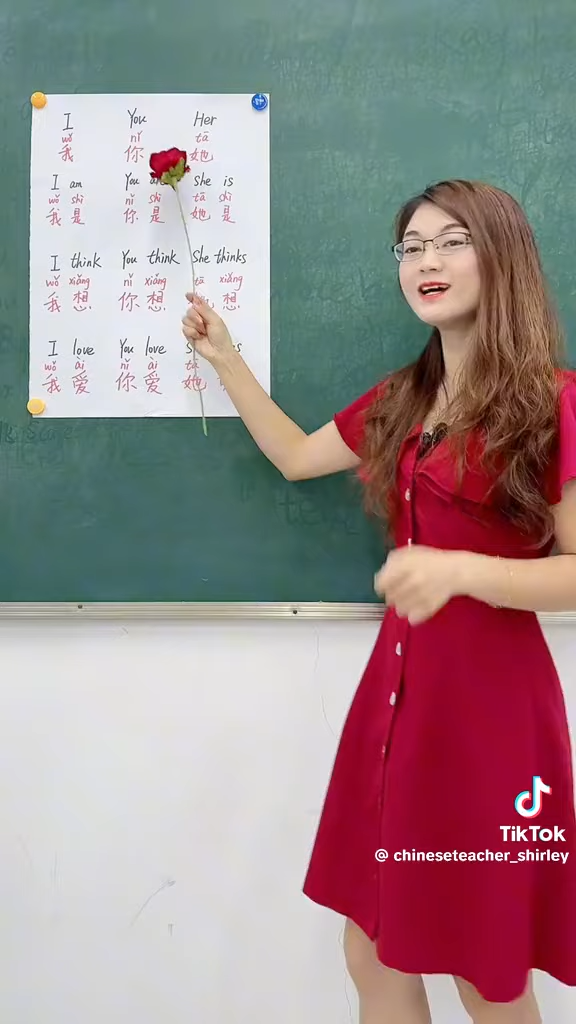 I You Her
wǒ nǐ tā
我 你 她
I am You She is
wǒ shì nǐ shì tā shì
我是 你是 她是
I think You think She thinks
wǒ xiǎng nǐ xiǎng tā xiǎng
我想 你想 想
I love You love
wǒ ài nǐ ài
我爱 你爱 她
TikTok
@ chineseteacher_shirley